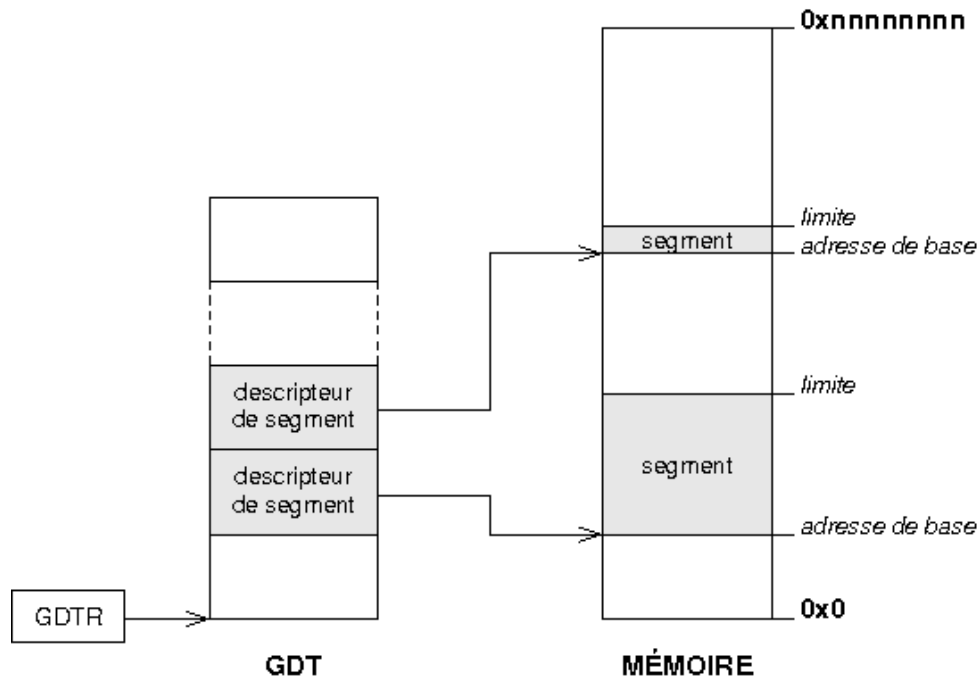 0xnnnnnnnnn
limite
segment
adresse de base
descripteur
de segment
limite
descripteur
de segment
segment
adresse de base
GDTR
0x0
GDT
MÉMOIRE